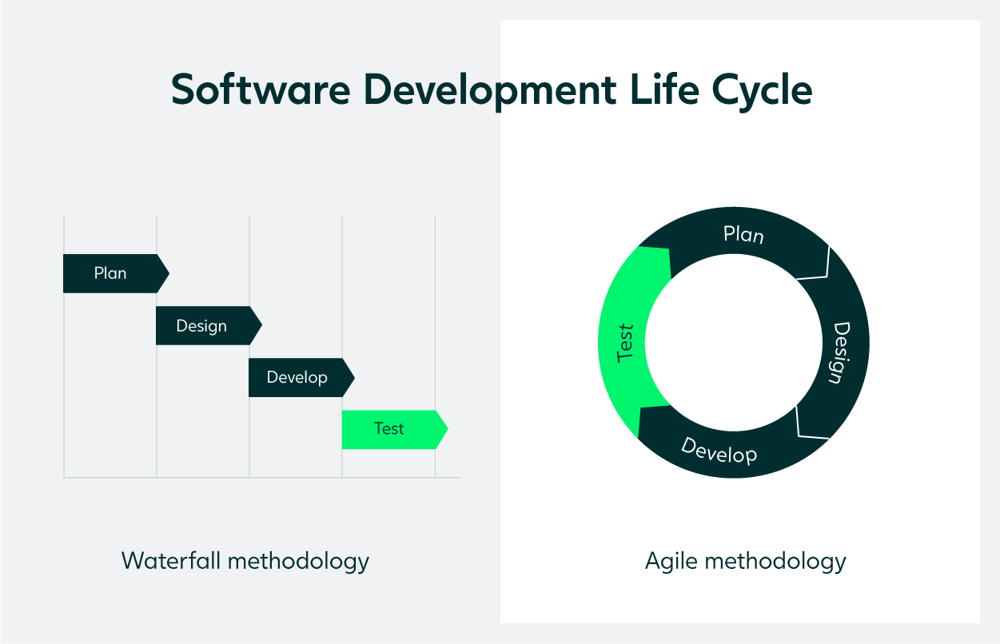 Software Development Life Cycle
Plan
Design
Develop
Test
Waterfall methodology
Plan
Design
Develop
Test
Agile methodology